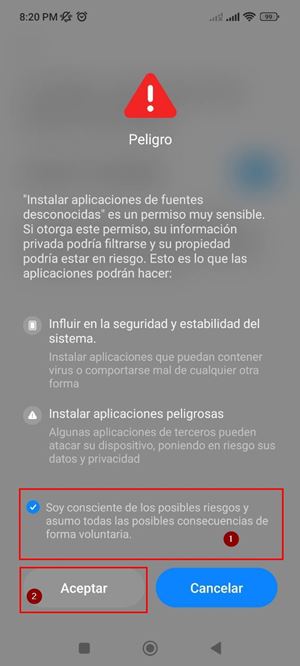 8:20 PM
99
Peligro
"Instalar aplicaciones de fuentes
desconocidas" es un permiso muy sensible.
Si otorga este permiso, su información
privada podría filtrarse y su propiedad
podría estar en riesgo. Esto es lo que las
aplicaciones podrán hacer:
Influir en la seguridad y estabilidad del
sistema.
Instalar aplicaciones que puedan contener
virus o comportarse mal de cualquier otra
forma
Instalar aplicaciones peligrosas
Algunas aplicaciones de terceros pueden
atacar su dispositivo, poniendo en riesgo sus
datos y privacidad
Soy consciente de los posibles riesgos y
asumo todas las posibles consecuencias de
forma voluntaria.
1
2
Aceptar
Cancelar